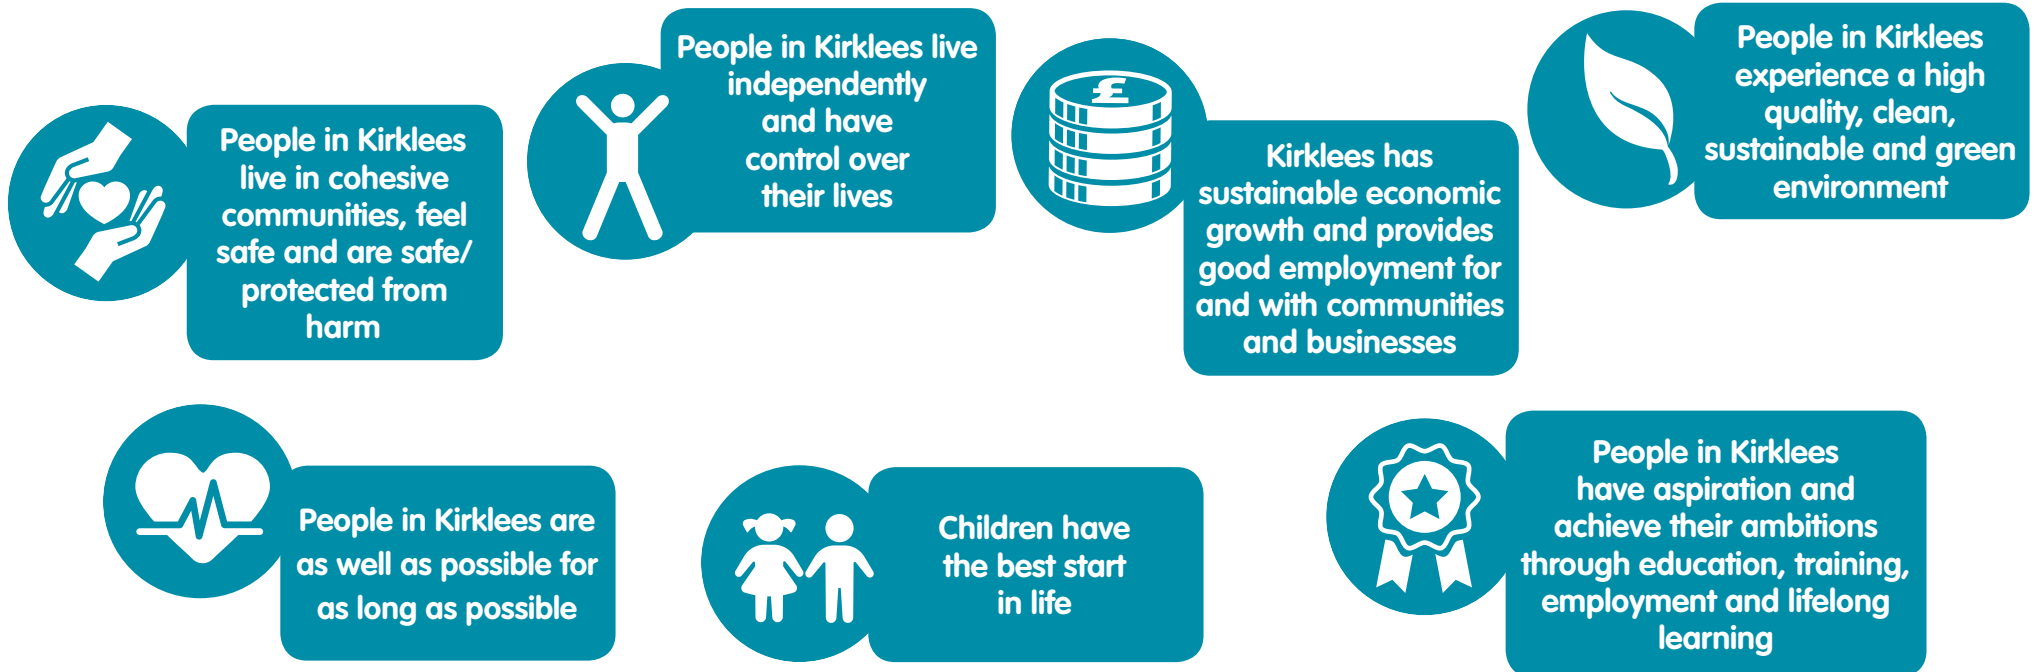 People in Kirklees
live in cohesive
communities, feel
safe and are safe/
protected from
harm
People in Kirklees live
independently
and have
control over
their lives
£
Kirklees has
sustainable economic
growth and provides
good employment for
and with communities
and businesses
People in Kirklees
experience a high
quality, clean,
sustainable and green
environment
People in Kirklees are
as well as possible for
as long as possible
Children have
the best start
in life
People in Kirklees
have aspiration and
achieve their ambitions
through education, training,
employment and lifelong
learning